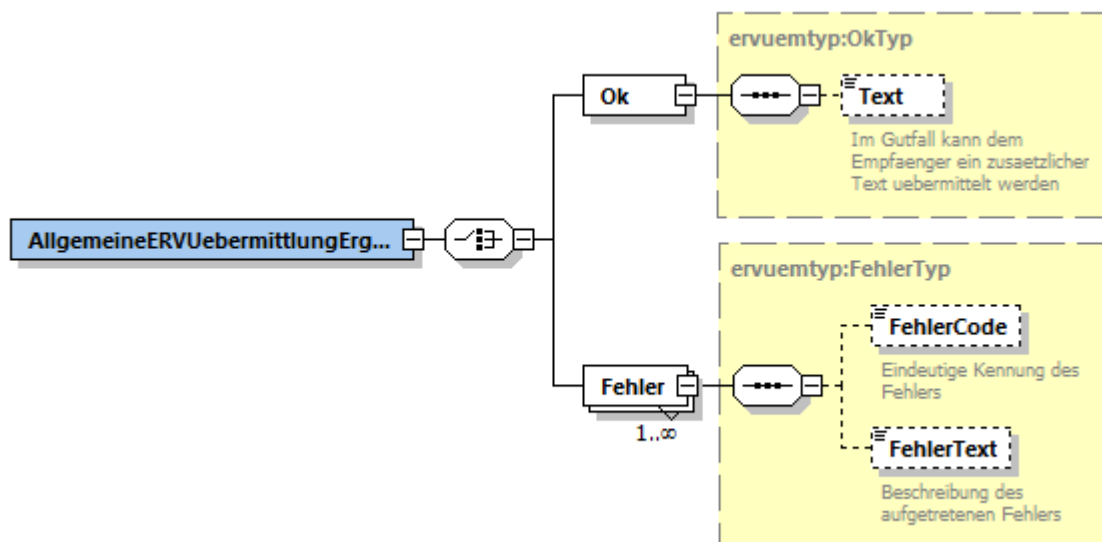 ervuemtyp:OkTyp
Ok
Text
Im Gutfall kann dem
Empfaenger ein zusaetzlicher
Text uebermittelt werden
AllgemeineERVUebermittlungErg...
ervuemtyp:FehlerTyp
FehlerCode
Eindeutige Kennung des
Fehlers
Fehler
1..∞
FehlerText
Beschreibung des
aufgetretenen Fehlers